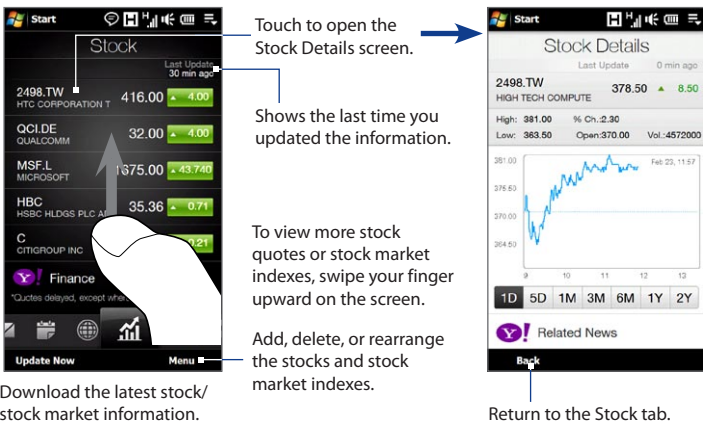 Start
Stock
Last Update
30 min ago
2498.TW
HTC CORPORATION T
416.00
4.00
QCI.DE
QUALCOMM
32.00
4.00
MSF.L
MICROSOFT
1675.00
43.740
HBC
HSBC HLDGS PLC
35.36
0.71
C
CITIGROUP INC
0.21
Y! Finance
*Quotes delayed, except
Update Now
Menu
Download the latest stock/
stock market information.
Touch to open the
Stock Details screen.
Shows the last time you
updated the information.
To view more stock
quotes or stock market
indexes, swipe your finger
upward on the screen.
Add, delete, or rearrange
the stocks and stock
market indexes.
Start
Stock Details
Last Update 0 min ago
2498.TW
HIGH TECH COMPUTE
378.50
8.50
High: 381.00 % Ch.:2.30
Low: 363.50 Open:370.00 Vol.:4572000
381.00
Feb 23, 11:57
375.50
370.00
364.50
9 10 11 12 13
1D 5D 1M 3M 6M 1Y 2Y
Y! Related News
Back
Return to the Stock tab.